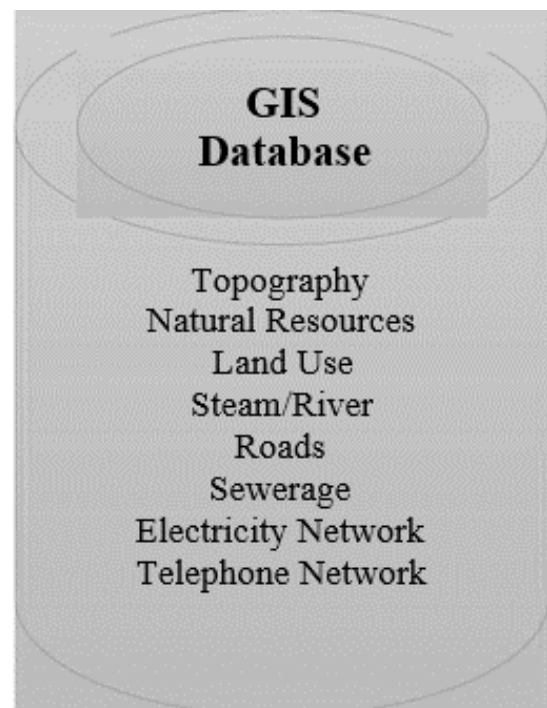 GIS
Database
Topography
Natural Resources
Land Use
Steam/River
Roads
Sewerage
Electricity Network
Telephone Network